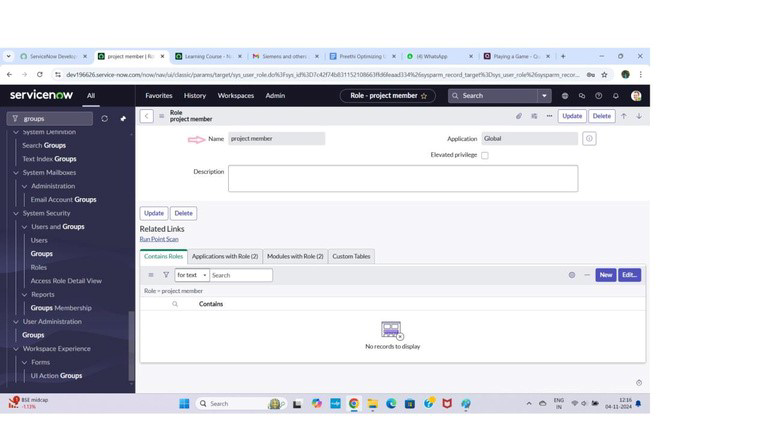 ServiceNow Develop
project member | Ro
Learning Course - N
Siemens and others
Preethi Optimizing U
(4) WhatsApp
Playing a Game - Co
dev196626.service-now.com/now/nav/ui/classic/params/target/sys_user_role.do%3Fsys_id%3D7c42f74b831152108663ffd6feaad334%26sysparm_record_target%3Dsys_user_role%26sysparm_recor...
servicenow
All
Favorites
History
Workspaces
Admin
Role - project member
Search
groups
System Definition
Search Groups
Text Index Groups
System Mailboxes
Administration
Email Account Groups
System Security
Users and Groups
Users
Groups
Roles
Access Role Detail View
Reports
Groups Membership
User Administration
Groups
Workspace Experience
Forms
UI Action Groups
Role
project member
Update
Delete
Name
project member
Application
Global
Elevated privilege
Description
Update
Delete
Related Links
Run Point Scan
Contains Roles
Applications with Role (2)
Modules with Role (2)
Custom Tables
for text
Search
New
Edit...
Role = project member
Contains
No records to display
BSE midcap
-1.13%
Search
ENG
IN
12:16
04-11-2024